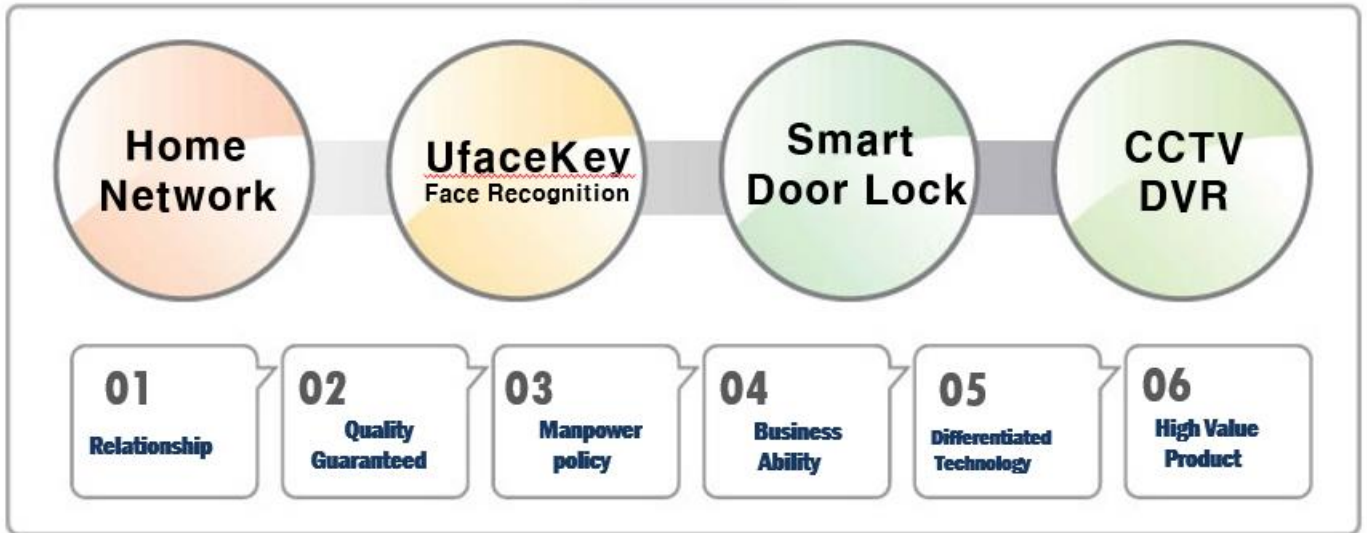 Home
Network
UfaceKey
Face Recognition
Smart
Door Lock
CCTV
DVR
01
Relationship
02
Quality
Guaranteed
03
Manpower
policy
04
Business
Ability
05
Differentiated
Technology
06
High Value
Product